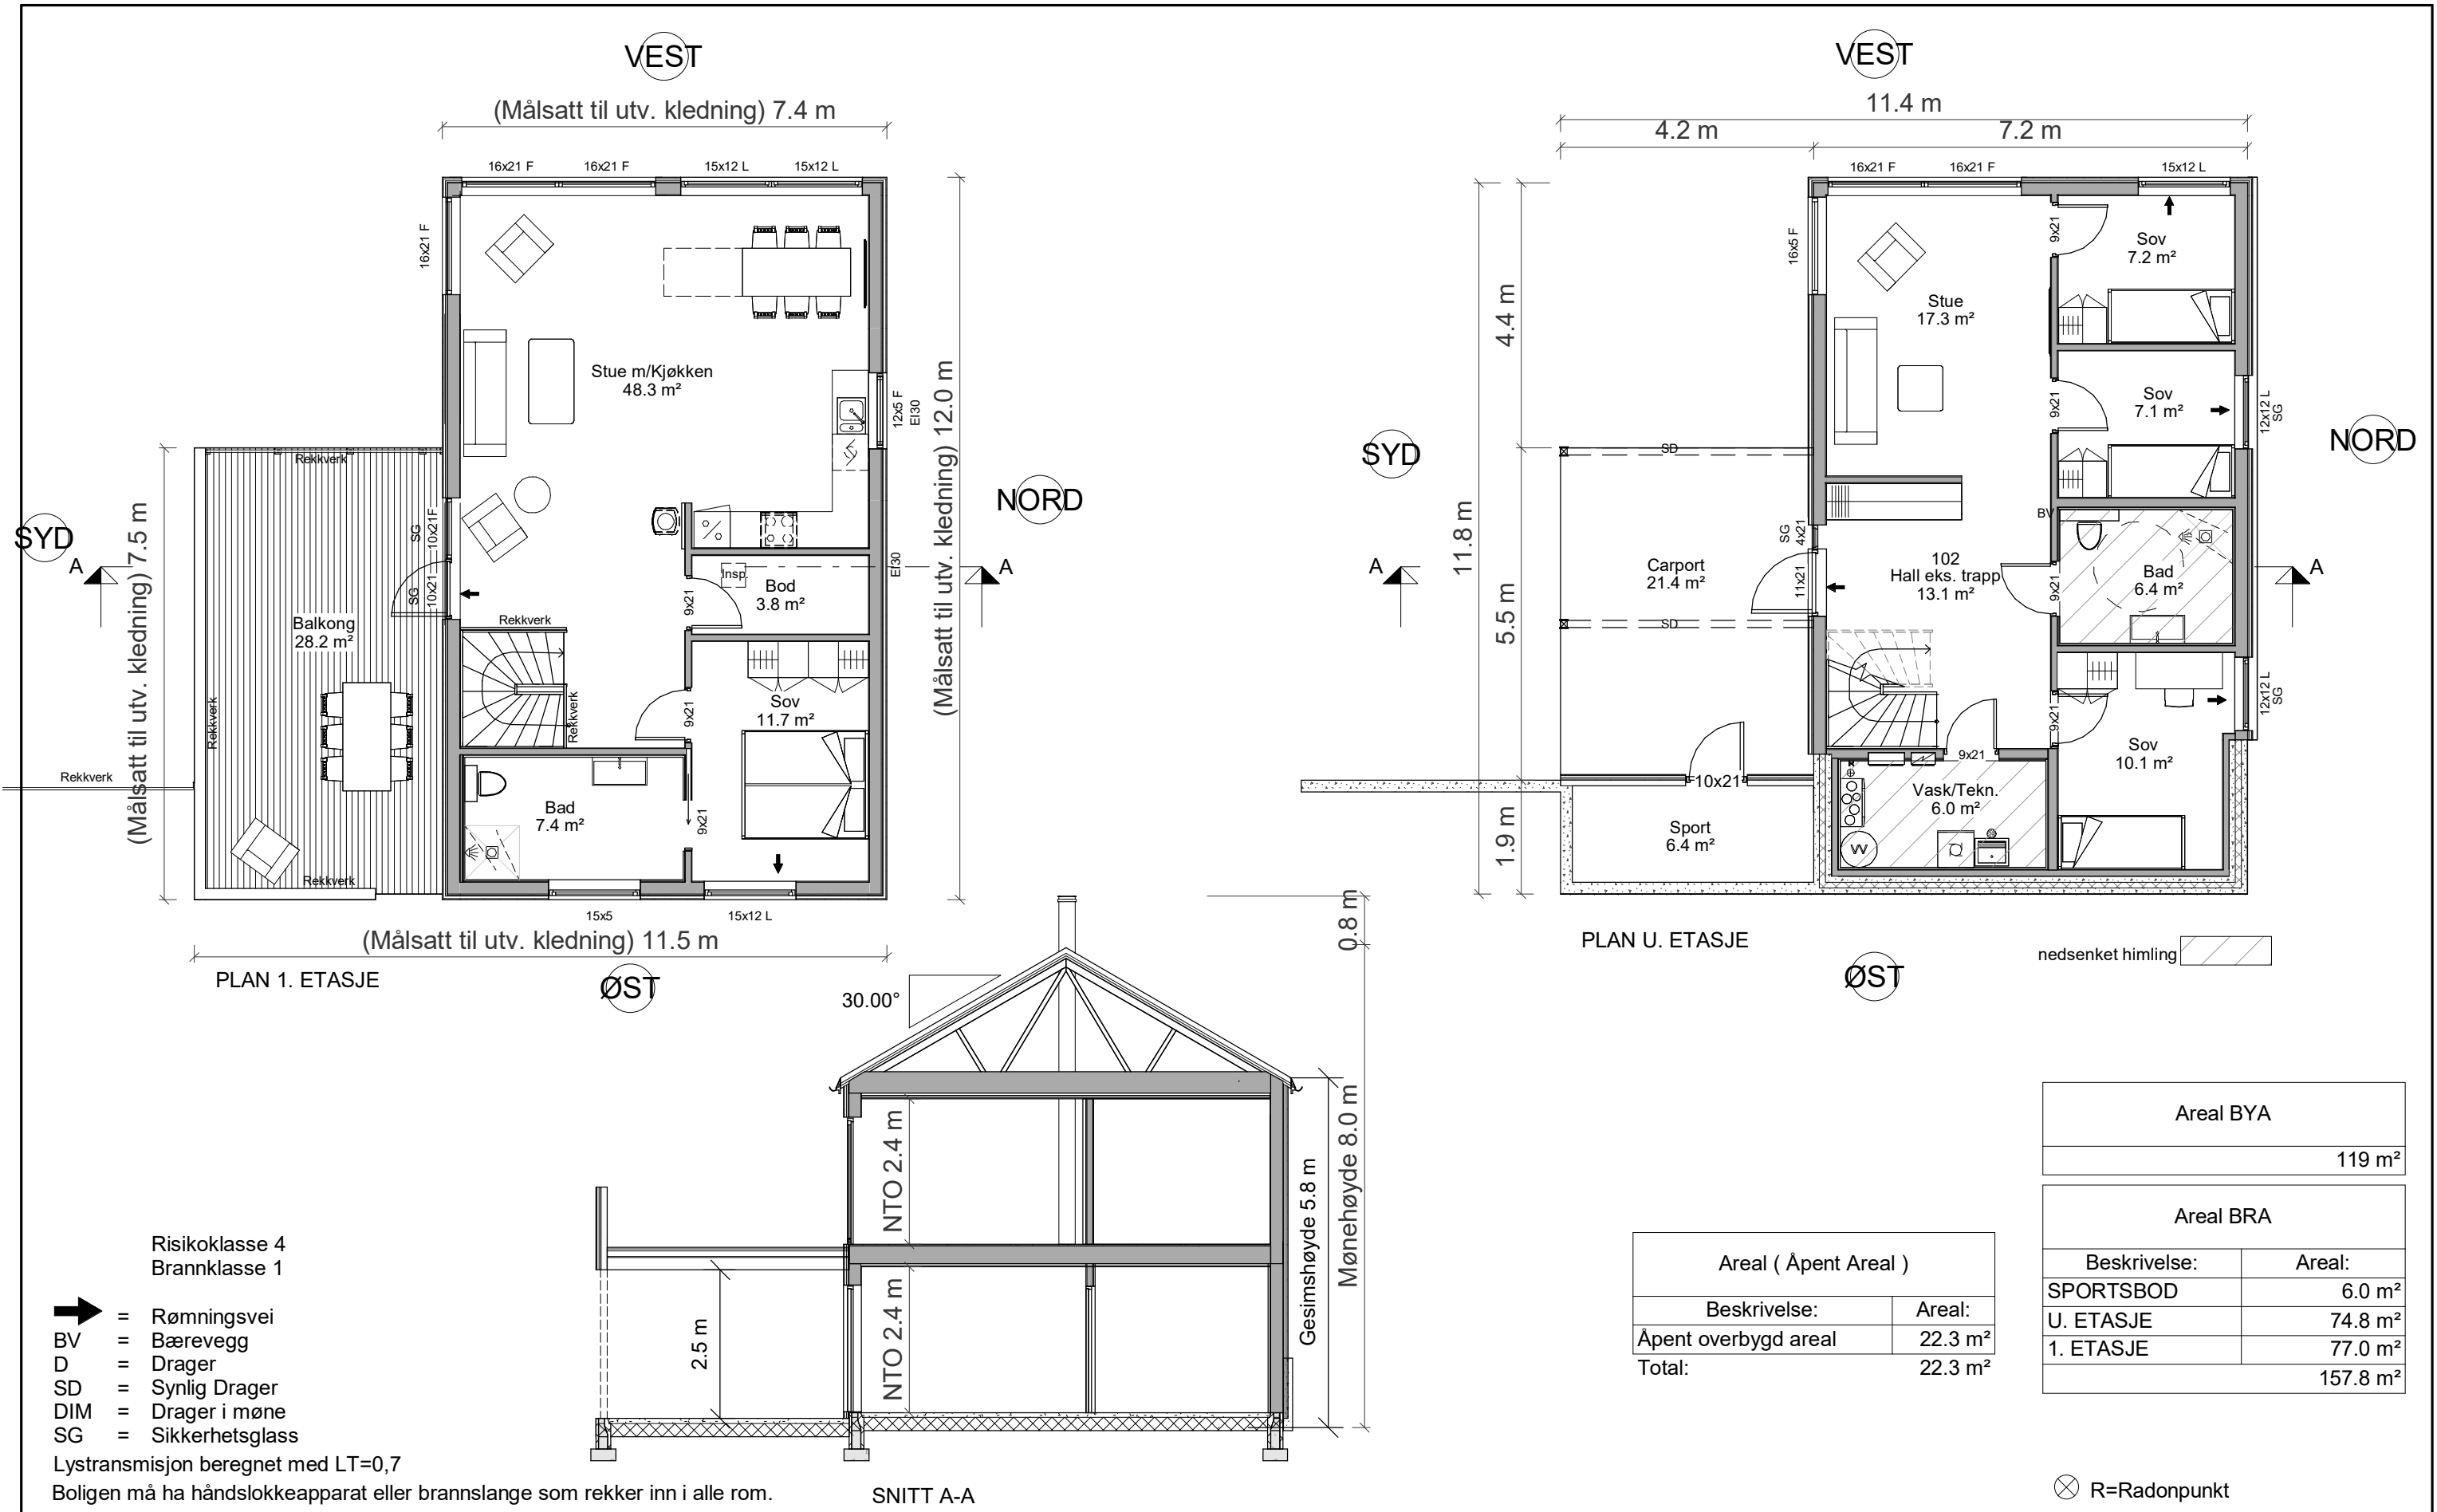 VEST
(Målsatt til utv. kledning) 7.4 m
16x21 F
16x21 F
15x12 L
15x12 L
16x21 F
Stue m/Kjøkken
48.3 m²
12x5 F
EI30
(Målsatt til utv. kledning) 12.0 m
NORD
SYD
A
(Målsatt til utv. kledning) 7.5 m
Rekkverk
SG
10x21F
SG
10x21
Balkong
28.2 m²
Rekkverk
Rekkverk
Rekkverk
Rekkverk
Insp.
Bod
3.8 m²
9x21
EI30
A
Rekkverk
Rekkverk
9x21
Sov
11.7 m²
Bad
7.4 m²
9x21
15x5
15x12 L
(Målsatt til utv. kledning) 11.5 m
PLAN 1. ETASJE
ØST
VEST
11.4 m
4.2 m
7.2 m
16x21 F
16x21 F
15x12 L
16x5 F
9x21
Sov
7.2 m²
Stue
17.3 m²
9x21
Sov
7.1 m²
12x12 L
SG
NORD
SYD
4.4 m
11.8 m
5.5 m
1.9 m
SD
SD
A
Carport
21.4 m²
SG
4x21
11x21
BV
102
Hall eks. trapp
13.1 m²
9x21
Bad
6.4 m²
A
12x12 L
SG
9x21
Sov
10.1 m²
9x21
R
Vask/Tekn.
6.0 m²
VV
10x21
Sport
6.4 m²
PLAN U. ETASJE
nedsenket himling
ØST
30.00°
0.8 m
NTO 2.4 m
NTO 2.4 m
2.5 m
Gesimshøyde 5.8 m
Mønehøyde 8.0 m
SNITT A-A
Risikoklasse 4
Brannklasse 1
= Rømningsvei
BV = Bærevegg
D = Drager
SD = Synlig Drager
DIM = Drager i møne
SG = Sikkerhetsglass
Lystransmisjon beregnet med LT=0,7
Boligen må ha håndslokkeapparat eller brannslange som rekker inn i alle rom.
Areal ( Åpent Areal )
Beskrivelse: Areal:
Åpent overbygd areal 22.3 m²
Total: 22.3 m²
Areal BYA
119 m²
Areal BRA
Beskrivelse: Areal:
SPORTSBOD 6.0 m²
U. ETASJE 74.8 m²
1. ETASJE 77.0 m²
157.8 m²
R=Radonpunkt